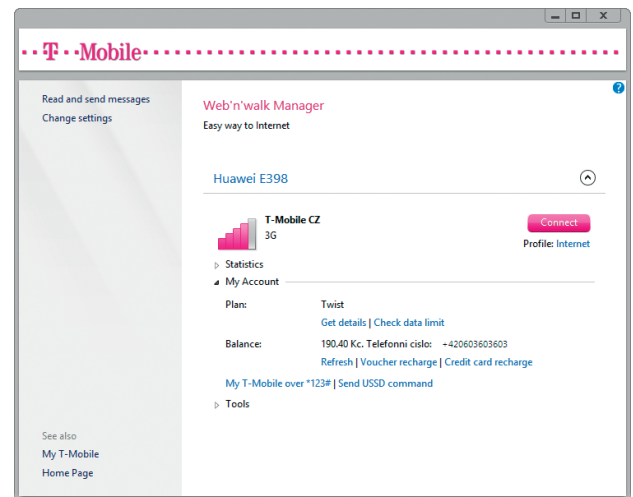 T · · Mobile
Read and send messages
Change settings
Web'n'walk Manager
Easy way to Internet
Huawei E398
T-Mobile CZ
3G
Connect
Profile: Internet
Statistics
My Account
Plan: Twist
Get details | Check data limit
Balance: 190.40 Kc. Telefonni cislo: +420603603603
Refresh | Voucher recharge | Credit card recharge
My T-Mobile over *123# | Send USSD command
Tools
See also
My T-Mobile
Home Page